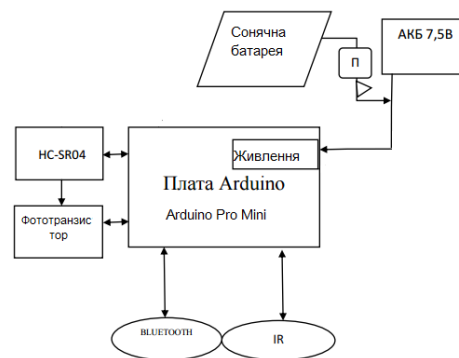 Сонячна
батарея
АКБ 7,5В
П
HC-SR04
Живлення
Плата Arduino
Arduino Pro Mini
Фототранзис
тор
BLUETOOTH
IR